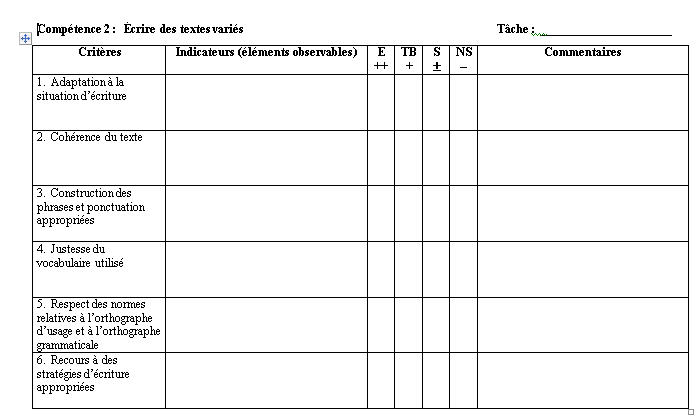 Compétence 2 : Écrire des textes variés Tâche :
Critères Indicateurs (éléments observables) E TB S NS Commentaires
++ + ± –
1. Adaptation à la
situation d'écriture
2. Cohérence du texte
3. Construction des
phrases et ponctuation
appropriées
4. Justesse du
vocabulaire utilisé
5. Respect des normes
relatives à l'orthographe
d'usage et à l'orthographe
grammaticale
6. Recours à des
stratégies d'écriture
appropriées